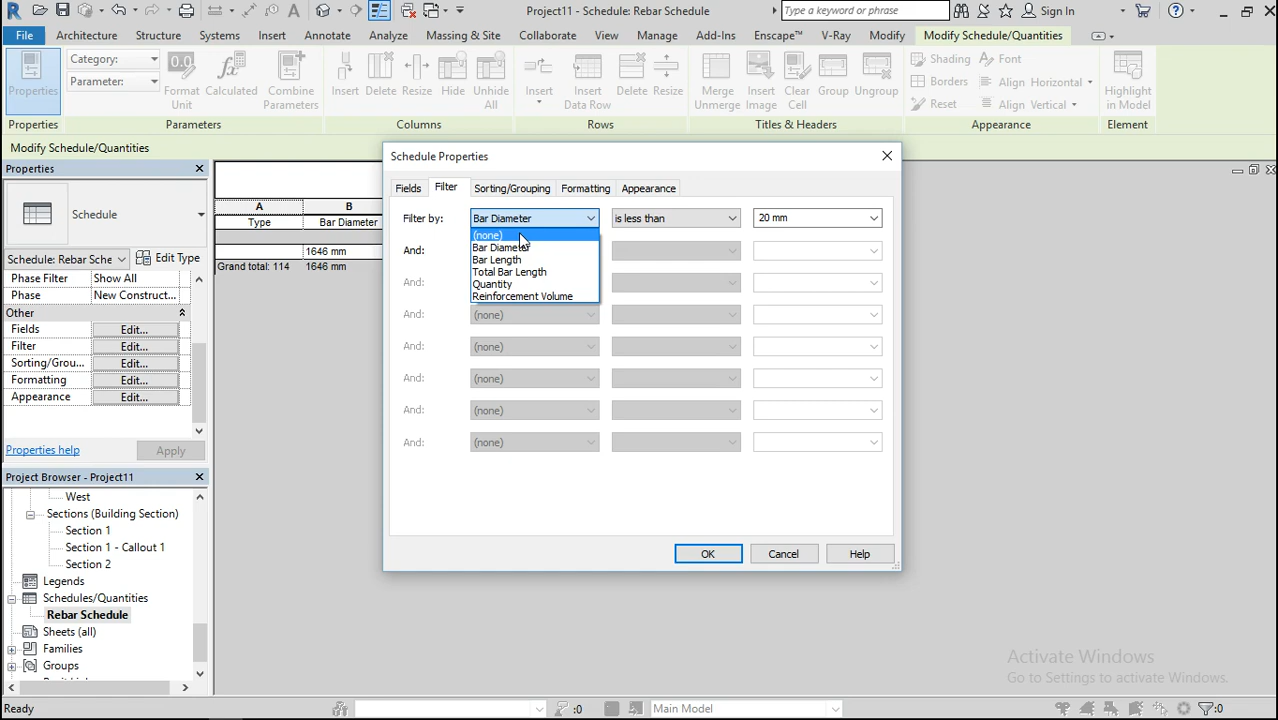 Project11 - Schedule: Rebar Schedule
Type a keyword or phrase
Sign In
File Architecture Structure Systems Insert Annotate Analyze Massing & Site Collaborate View Manage Add-Ins Enscape™ V-Ray Modify Modify Schedule/Quantities
Category:
Parameter:
Properties
Format Unit
Calculated
Combine Parameters
Insert
Delete
Resize
Hide
Unhide All
Insert
Insert Data Row
Delete
Resize
Merge Unmerge
Insert Image
Clear Cell
Group
Ungroup
Shading
Borders
Reset
Font
Align Horizontal
Align Vertical
Highlight in Model
Properties Parameters Columns Rows Titles & Headers Appearance Element
Modify Schedule/Quantities
Properties
Schedule
Schedule: Rebar Sche
Edit Type
Phase Filter Show All
Phase New Construct...
Other
Fields Edit...
Filter Edit...
Sorting/Grou... Edit...
Formatting Edit...
Appearance Edit...
Properties help
Apply
Project Browser - Project11
West
Sections (Building Section)
Section 1
Section 1 - Callout 1
Section 2
Legends
Schedules/Quantities
Rebar Schedule
Sheets (all)
Families
Groups
A B
Type Bar Diameter
1646 mm
Grand total: 114 1646 mm
Schedule Properties
Fields Filter Sorting/Grouping Formatting Appearance
Filter by: Bar Diameter is less than 20 mm
(none)
Bar Diameter
Bar Length
Total Bar Length
Quantity
Reinforcement Volume
And:
And:
And: (none)
And: (none)
And: (none)
And: (none)
And: (none)
OK Cancel Help
Activate Windows
Go to Settings to activate Windows.
Ready
:0
Main Model
:0